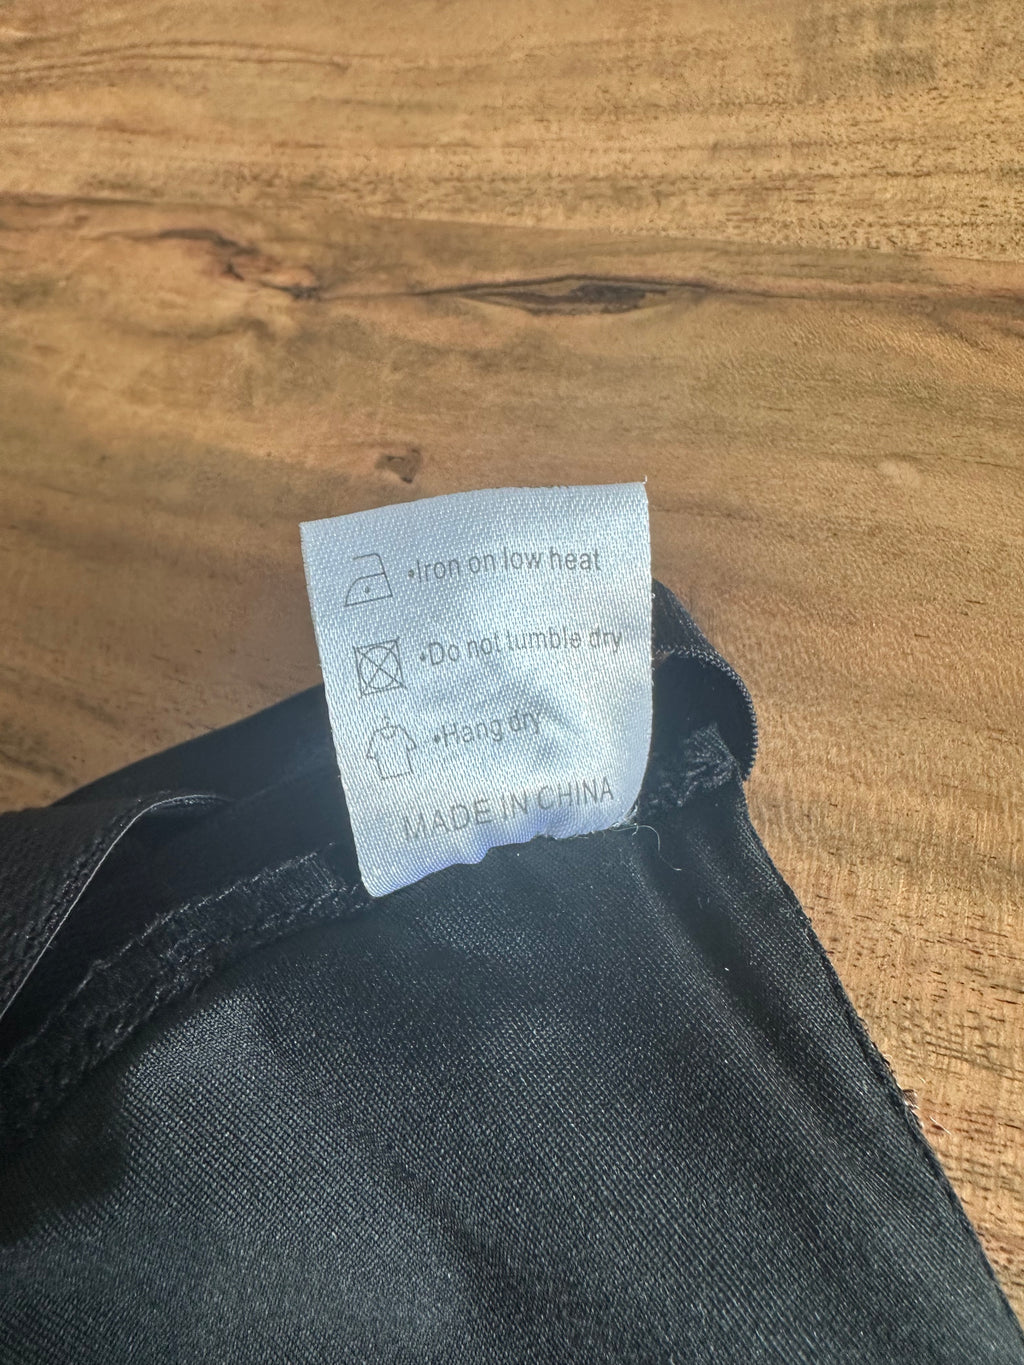 •Iron on low heat
•Do not tumble dry
•Hang dry
MADE IN CHINA